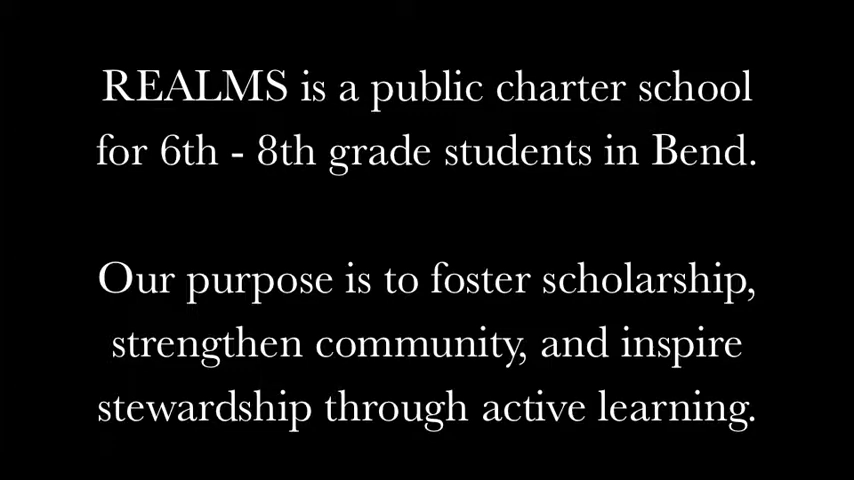 REALMS is a public charter school
for 6th - 8th grade students in Bend.
Our purpose is to foster scholarship,
strengthen community, and inspire
stewardship through active learning.